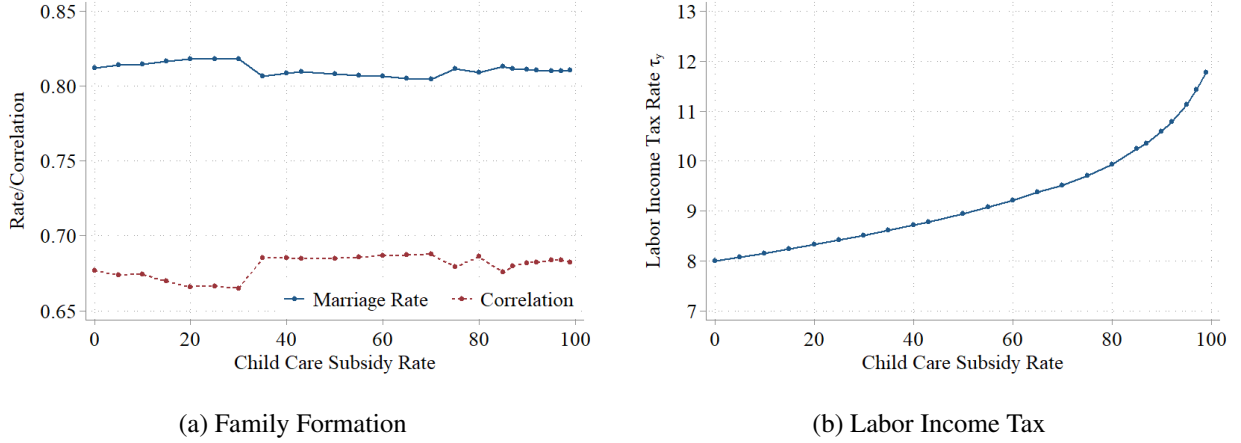 0.85
0.80
0.75
0.70
0.65
Rate/Correlation
Marriage Rate
Correlation
0 20 40 60 80 100
Child Care Subsidy Rate
(a) Family Formation
13
12
11
10
9
8
7
Labor Income Tax Rate τy
0 20 40 60 80 100
Child Care Subsidy Rate
(b) Labor Income Tax